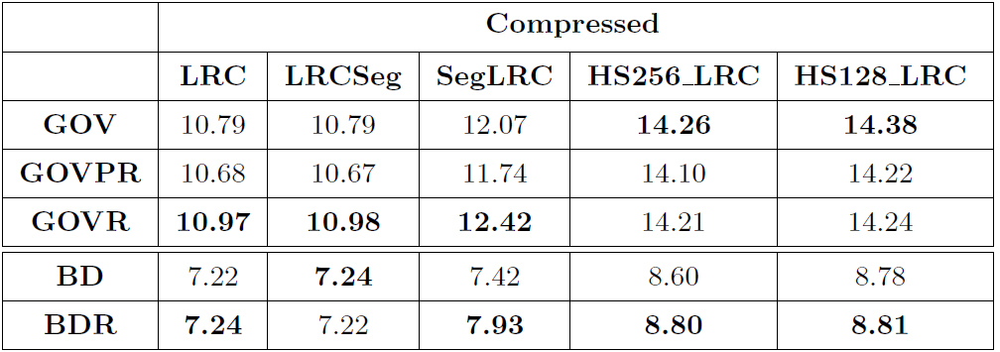 Compressed
LRC LRCSeg SegLRC HS256_LRC HS128_LRC
GOV 10.79 10.79 12.07 14.26 14.38
GOVPR 10.68 10.67 11.74 14.10 14.22
GOVR 10.97 10.98 12.42 14.21 14.24
BD 7.22 7.24 7.42 8.60 8.78
BDR 7.24 7.22 7.93 8.80 8.81